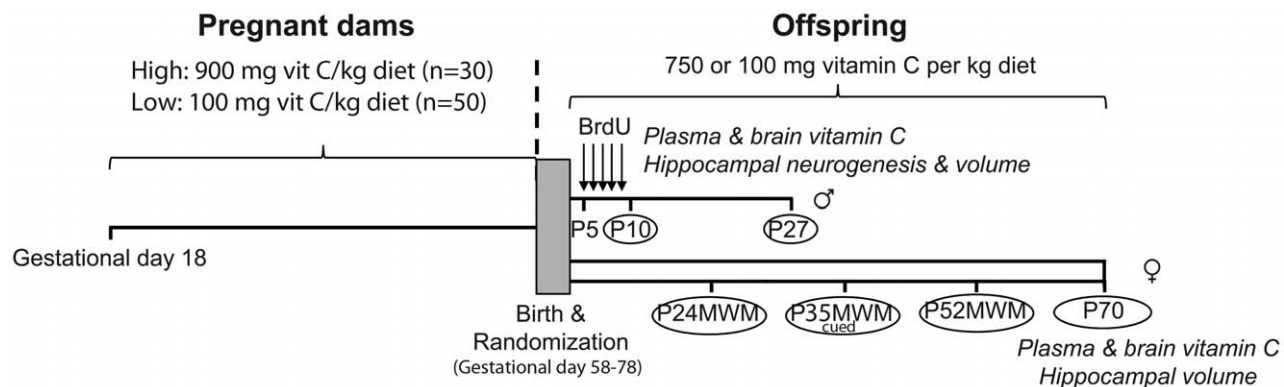 Pregnant dams
High: 900 mg vit C/kg diet (n=30)
Low: 100 mg vit C/kg diet (n=50)
Gestational day 18
Birth &
Randomization
(Gestational day 58-78)
Offspring
750 or 100 mg vitamin C per kg diet
BrdU
Plasma & brain vitamin C
Hippocampal neurogenesis & volume
♂
P5
P10
P27
♀
P24MWM
P35MWM
cued
P52MWM
P70
Plasma & brain vitamin C
Hippocampal volume